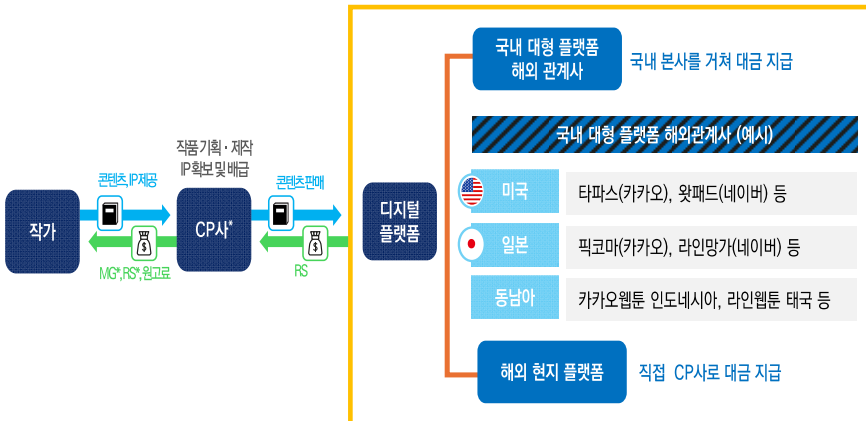 국내 대형 플랫폼
해외 관계사
국내 본사를 거쳐 대금 지급
국내 대형 플랫폼 해외관계사 (예시)
작품 기획·제작
IP확보 및 배급
콘텐츠,IP제공
콘텐츠판매
작가
CP사*
디지털
플랫폼
MG*,RS*,원고료
RS
미국
타파스(카카오), 왓패드(네이버) 등
일본
픽코마(카카오), 라인망가(네이버) 등
동남아
카카오웹툰 인도네시아, 라인웹툰 태국 등
해외 현지 플랫폼
직접 CP사로 대금 지급